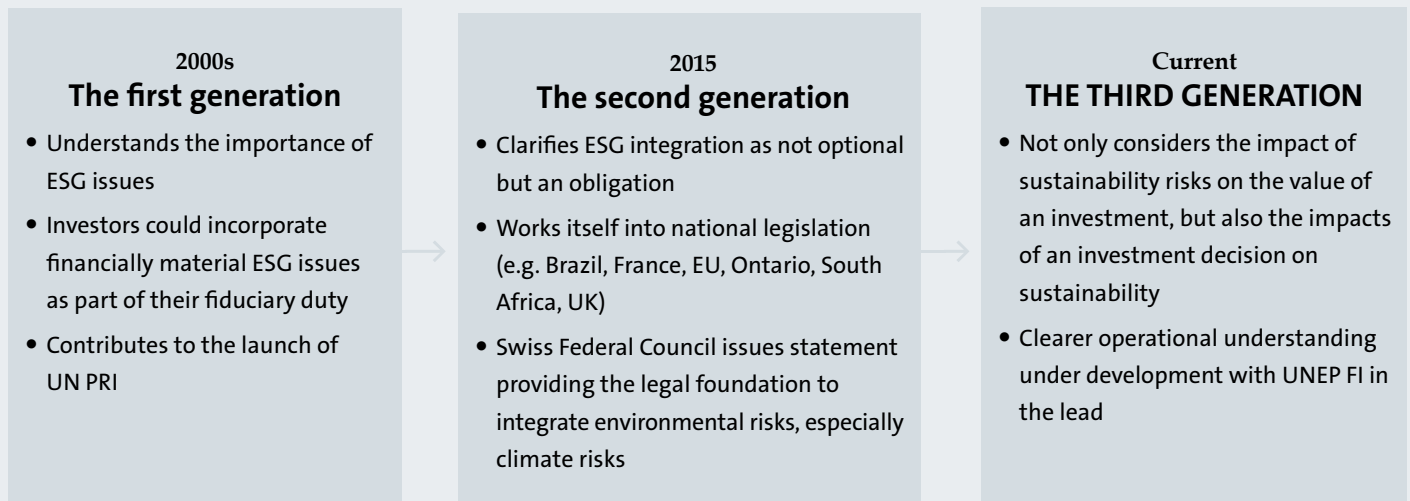 2000s
The first generation
• Understands the importance of
ESG issues
• Investors could incorporate
financially material ESG issues
as part of their fiduciary duty
• Contributes to the launch of
UN PRI
2015
The second generation
• Clarifies ESG integration as not optional
but an obligation
• Works itself into national legislation
(e.g. Brazil, France, EU, Ontario, South
Africa, UK)
• Swiss Federal Council issues statement
providing the legal foundation to
integrate environmental risks, especially
climate risks
Current
THE THIRD GENERATION
• Not only considers the impact of
sustainability risks on the value of
an investment, but also the impacts
of an investment decision on
sustainability
• Clearer operational understanding
under development with UNEP FI in
the lead